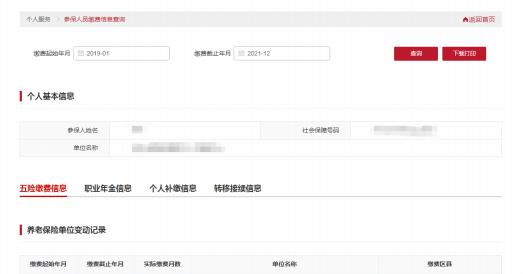 个人服务 > 参保人员缴费信息查询 返回首页
缴费起始年月 2019-01 缴费截止年月 2021-12 查询 下载打印
个人基本信息
参保人姓名 社会保障号码
单位名称
五险缴费信息 职业年金信息 个人补缴信息 转移接续信息
养老保险单位变动记录
缴费起始年月 缴费截止年月 实际缴费月数 单位名称 缴费区县